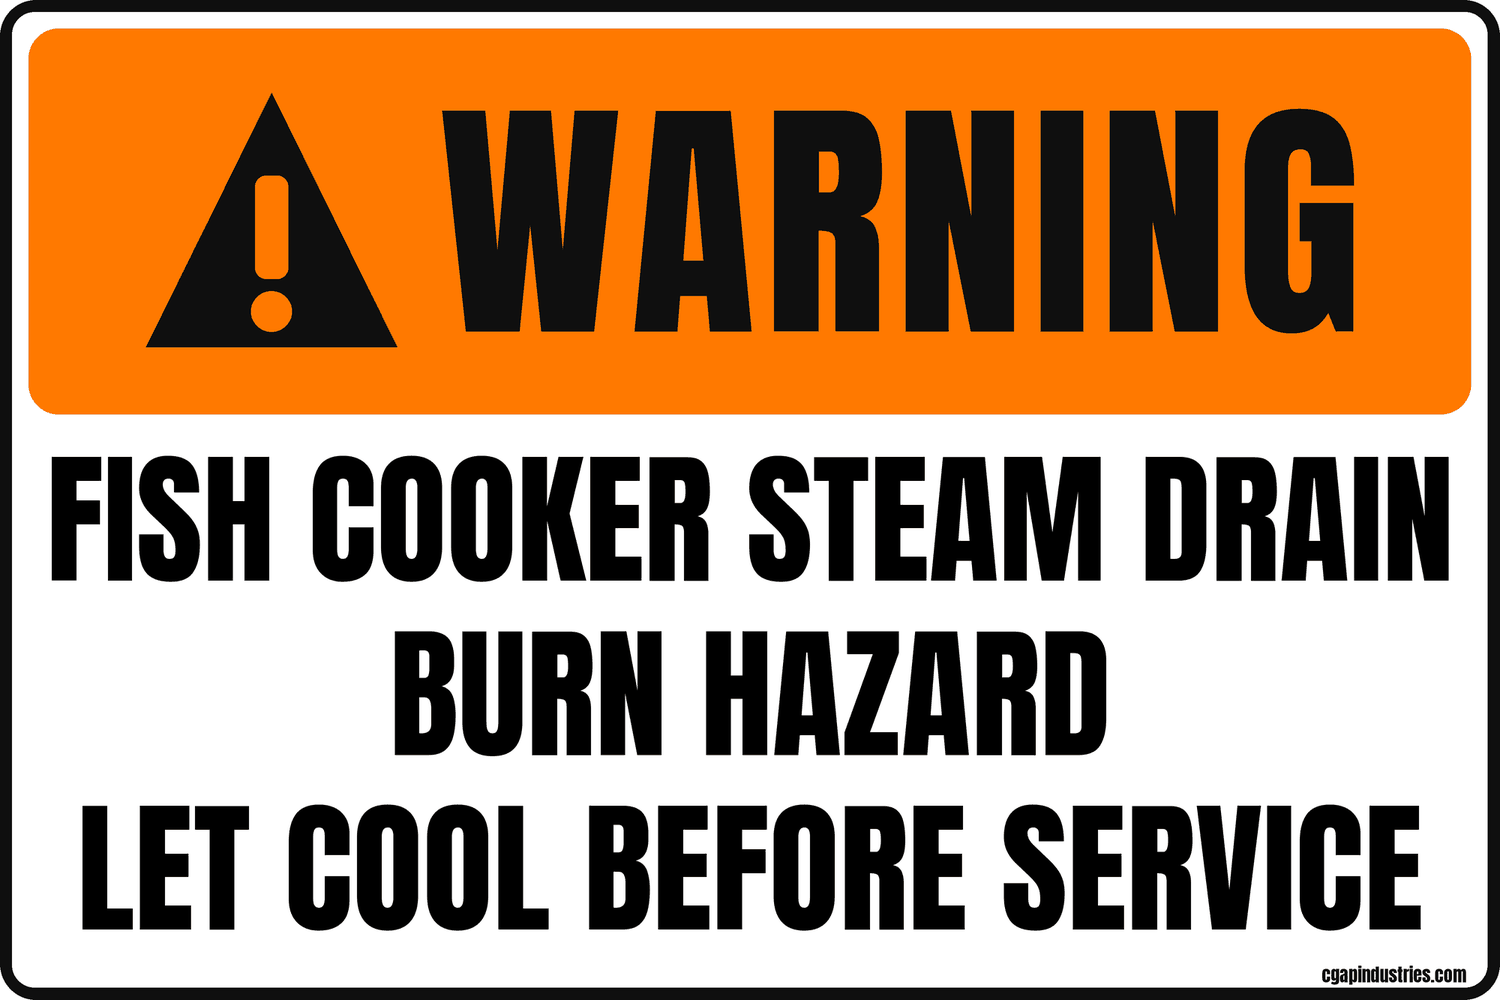 WARNING
FISH COOKER STEAM DRAIN
BURN HAZARD
LET COOL BEFORE SERVICE
cgapindustries.com